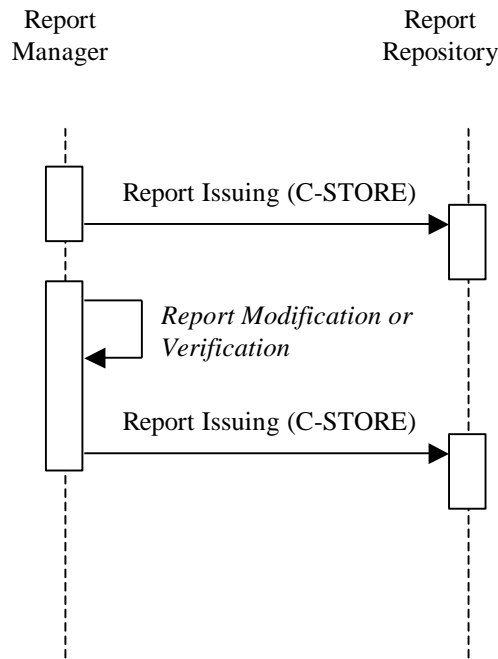 Report
Manager
Report
Repository
Report Issuing (C-STORE)
Report Modification or
Verification
Report Issuing (C-STORE)